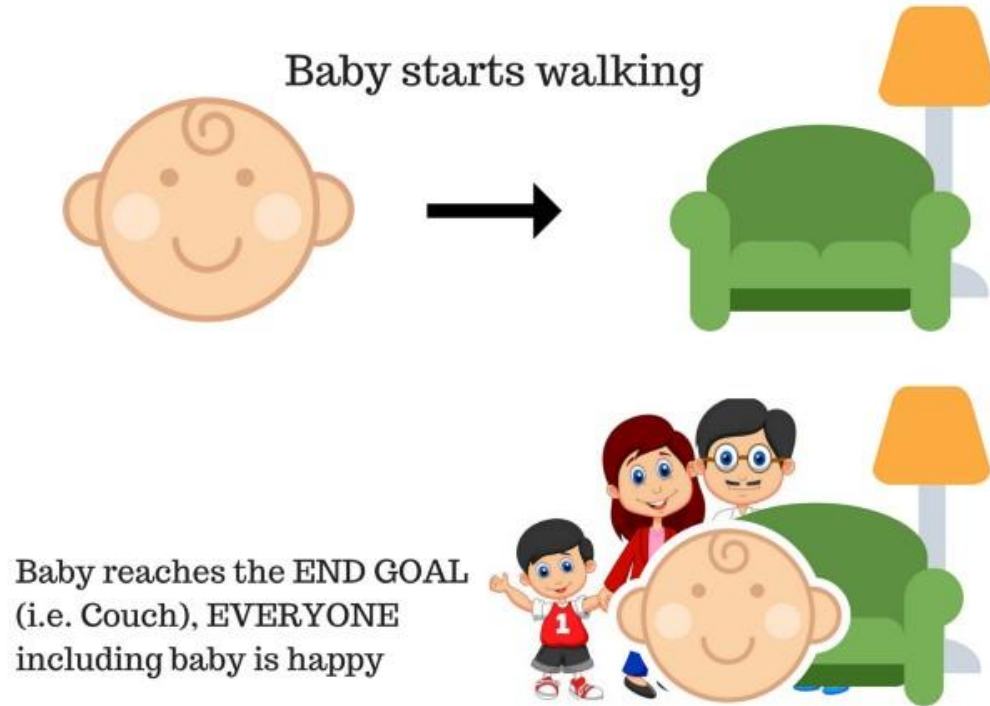 Baby starts walking
1
Baby reaches the END GOAL
(i.e. Couch), EVERYONE
including baby is happy